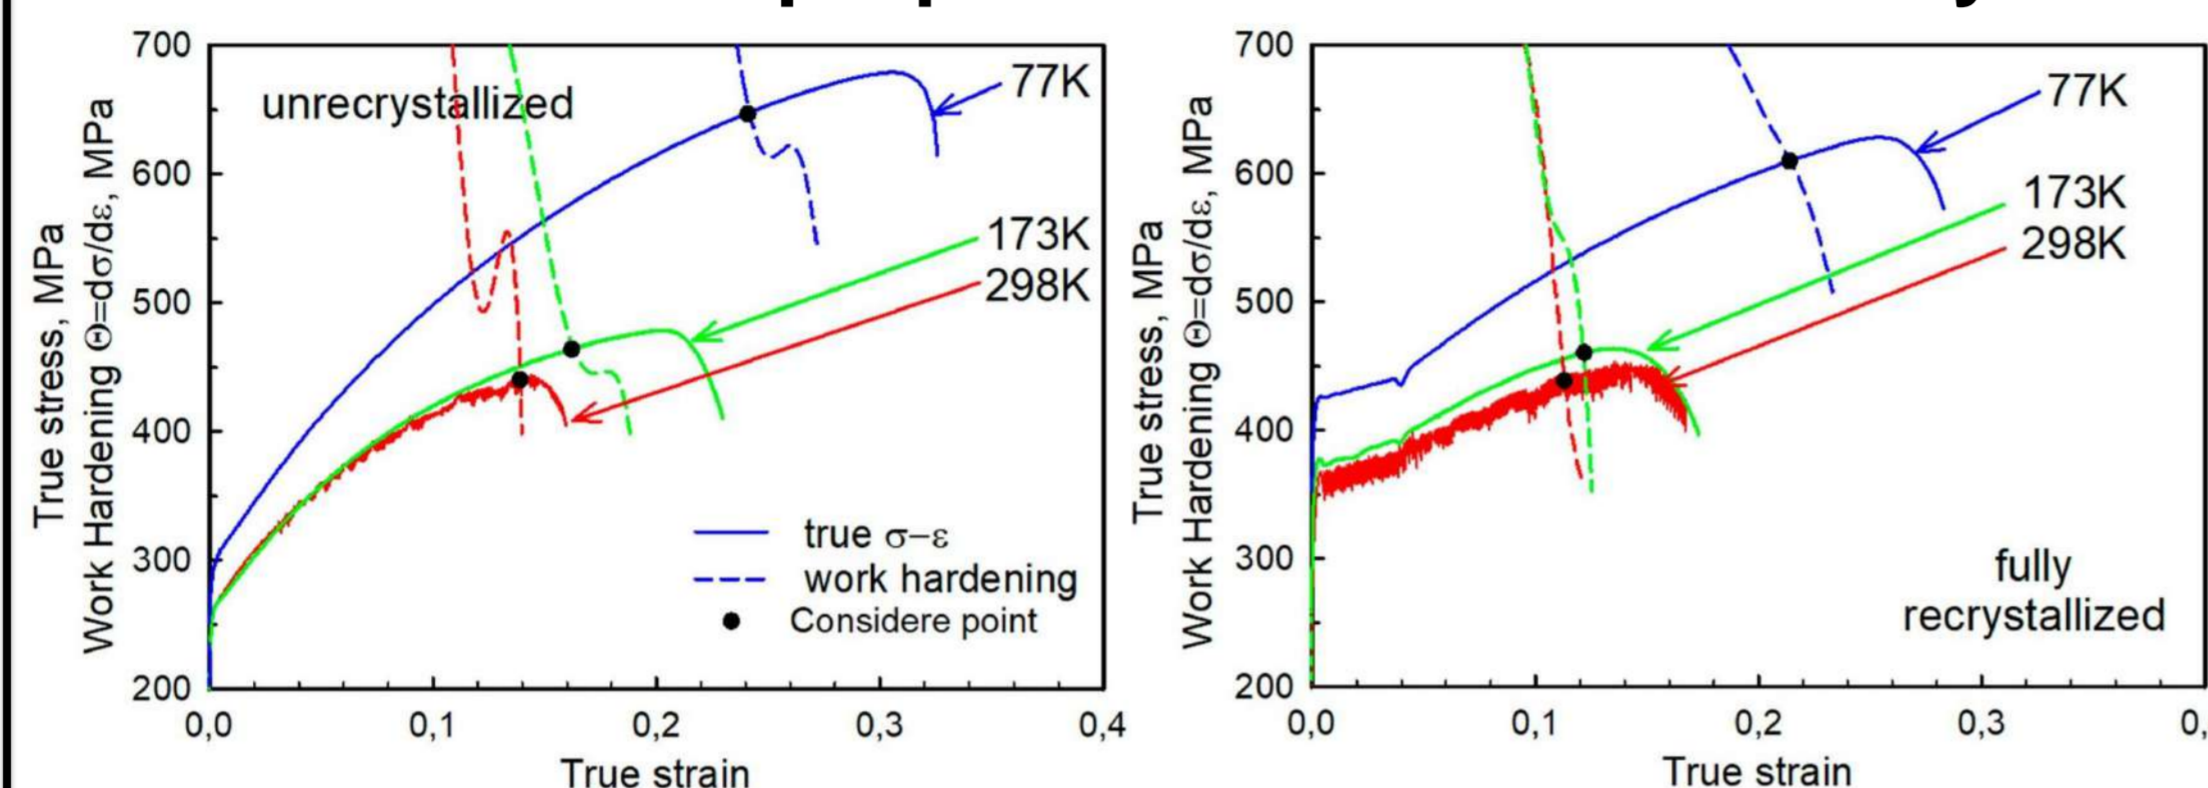 700
600
500
400
300
200
0,0
0,1
0,2
0,3
0,4
True strain
True stress, MPa
Work Hardening Θ=dσ/dε, MPa
unrecrystallized
77K
173K
298K
true σ−ε
work hardening
Considere point
700
600
500
400
300
200
0,0
0,1
0,2
0,3
0,
True strain
True stress, MPa
Work Hardening Θ=dσ/dε, MPa
77K
173K
298K
fully
recrystallized